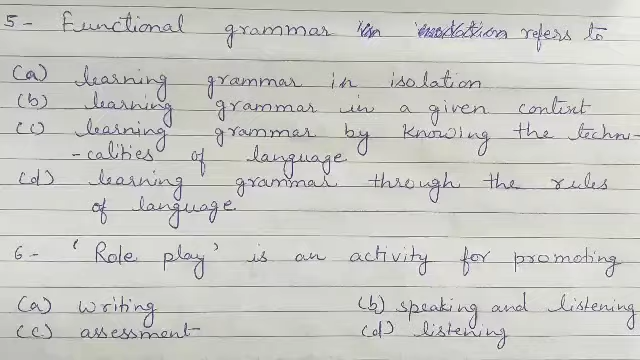 5- Functional grammar in isolation refers to
(a) learning grammar in isolation
(b) learning grammar in a given context
(c) learning grammar by knowing the techni-
-calities of language
(d) learning grammar through the rules
of language.
6- 'Role play' is an activity for promoting
(a) writing (b) speaking and listening
(c) assessment (d) listening